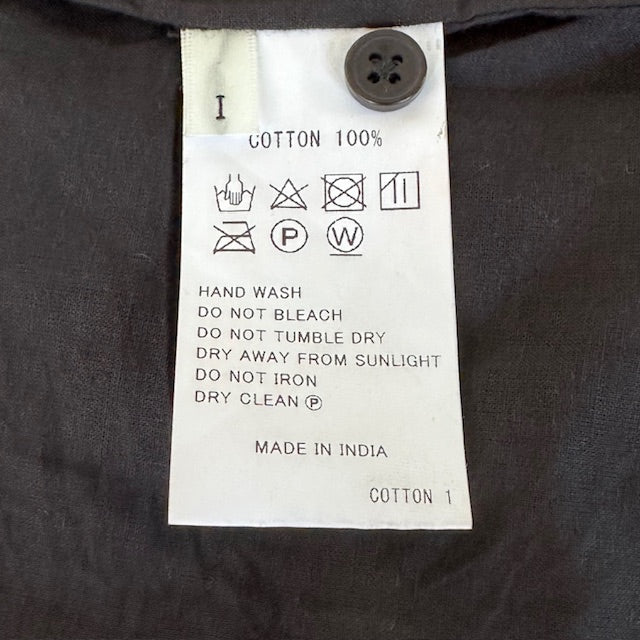 I
COTTON 100%
P W
HAND WASH
DO NOT BLEACH
DO NOT TUMBLE DRY
DRY AWAY FROM SUNLIGHT
DO NOT IRON
DRY CLEAN Ⓟ
MADE IN INDIA
COTTON 1